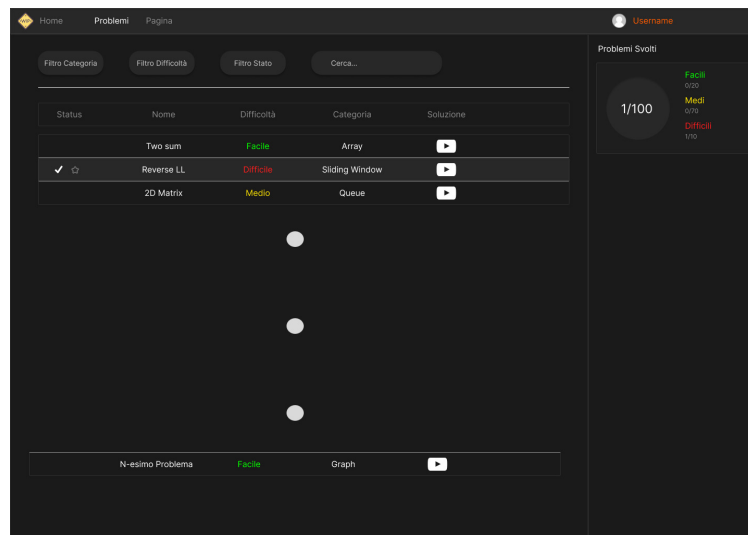 Home Problemi Pagina Username
Problemi Svolti
Filtro Categoria Filtro Difficoltà Filtro Stato Cerca...
Facili
0/20
1/100
Medi
0/70
Difficili
1/10
Status Nome Difficoltà Categoria Soluzione
Two sum Facile Array
Reverse LL Difficile Sliding Window
2D Matrix Medio Queue
N-esimo Problema Facile Graph